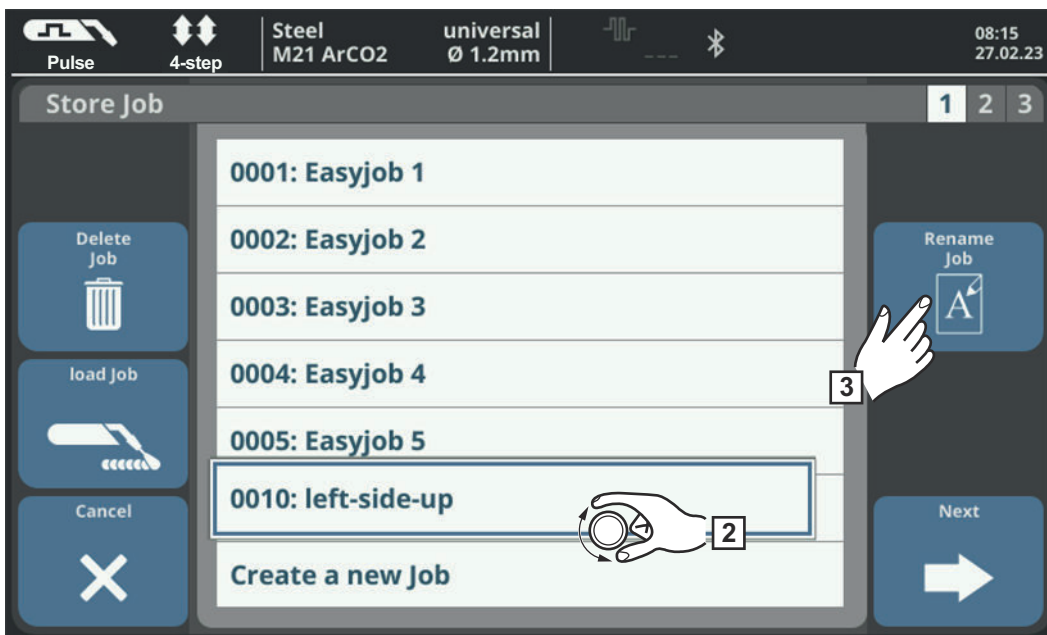 Pulse
4-step
Steel
M21 ArCO2
universal
Ø 1.2mm
---
08:15
27.02.23
Store Job
1 2 3
0001: Easyjob 1
0002: Easyjob 2
0003: Easyjob 3
0004: Easyjob 4
0005: Easyjob 5
0010: left-side-up
Create a new Job
Delete
Job
load Job
Cancel
Rename
Job
A
3
2
Next